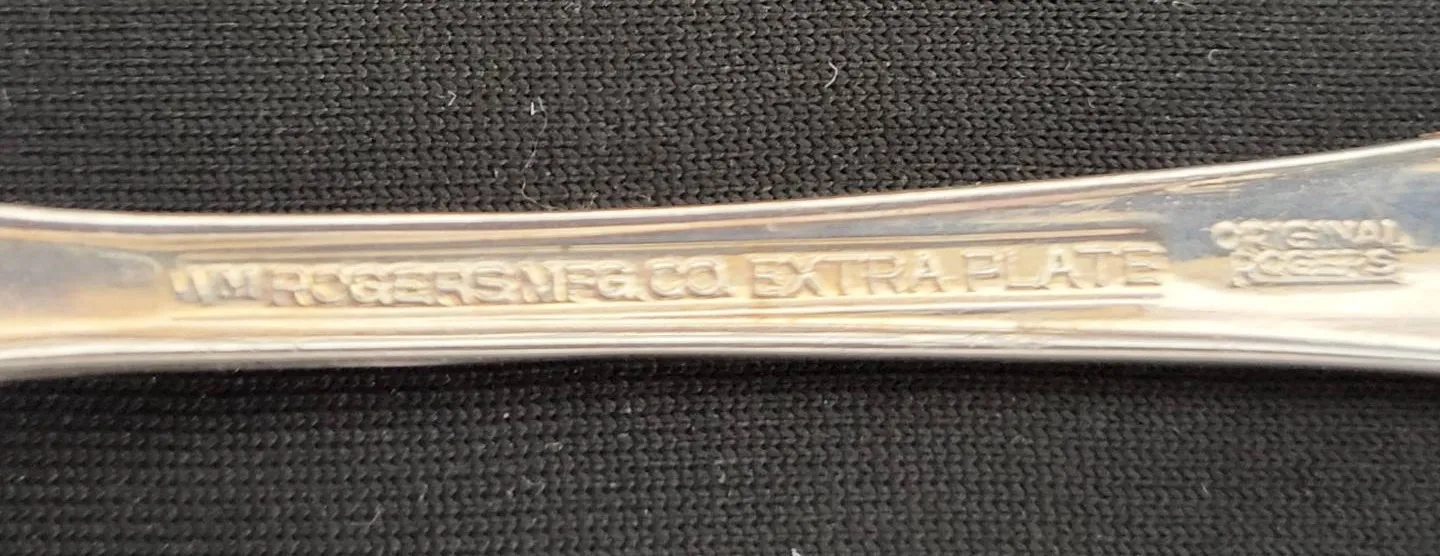 WM ROGERS MFG. CO. EXTRA PLATE
ORIGINAL
ROGERS